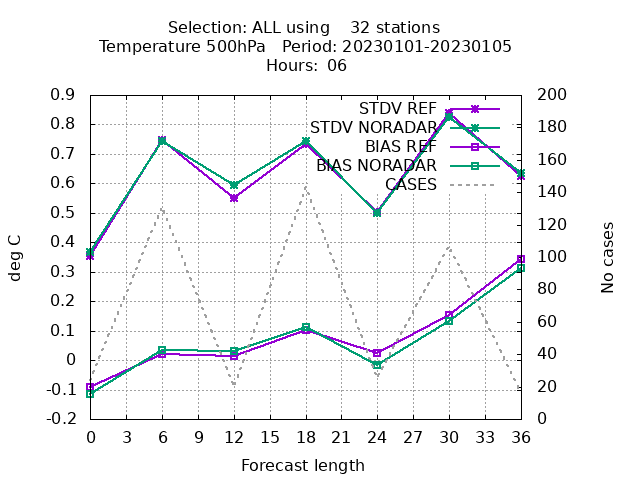 Selection: ALL using    32 stations
Temperature 500hPa   Period: 20230101-20230105
Hours: 06
0.9
0.8
0.7
0.6
0.5
0.4
0.3
0.2
0.1
0
-0.1
-0.2
deg C
STDV REF
STDV NORADAR
BIAS REF
BIAS NORADAR
CASES
200
180
160
140
120
100
80
60
40
20
0
No cases
0 3 6 9 12 15 18 21 24 27 30 33 36
Forecast length